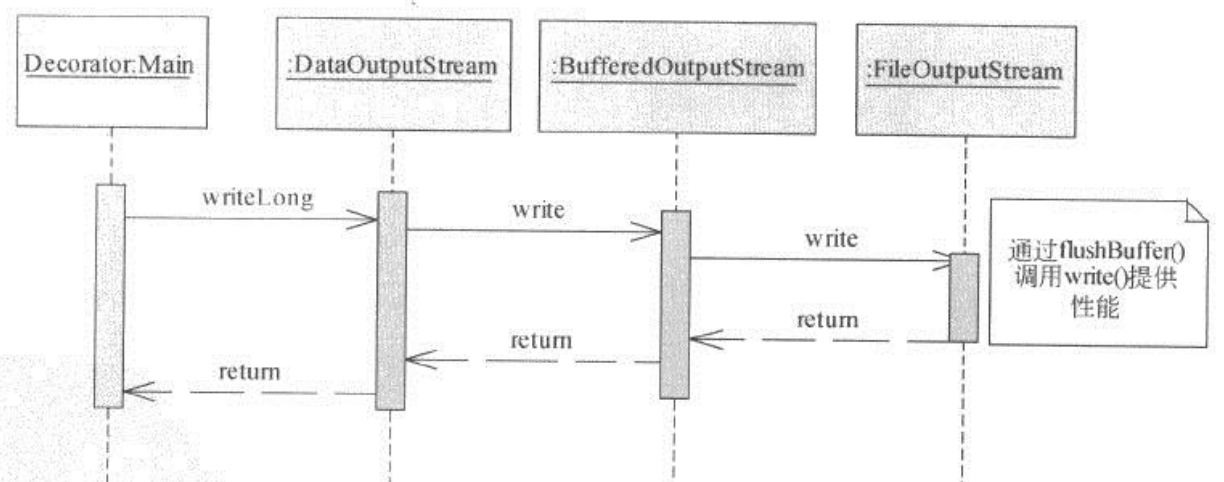 Decorator:Main
:DataOutputStream
:BufferedOutputStream
:FileOutputStream
writeLong
write
write
通过flushBuffer()
调用write()提供
性能
return
return
return